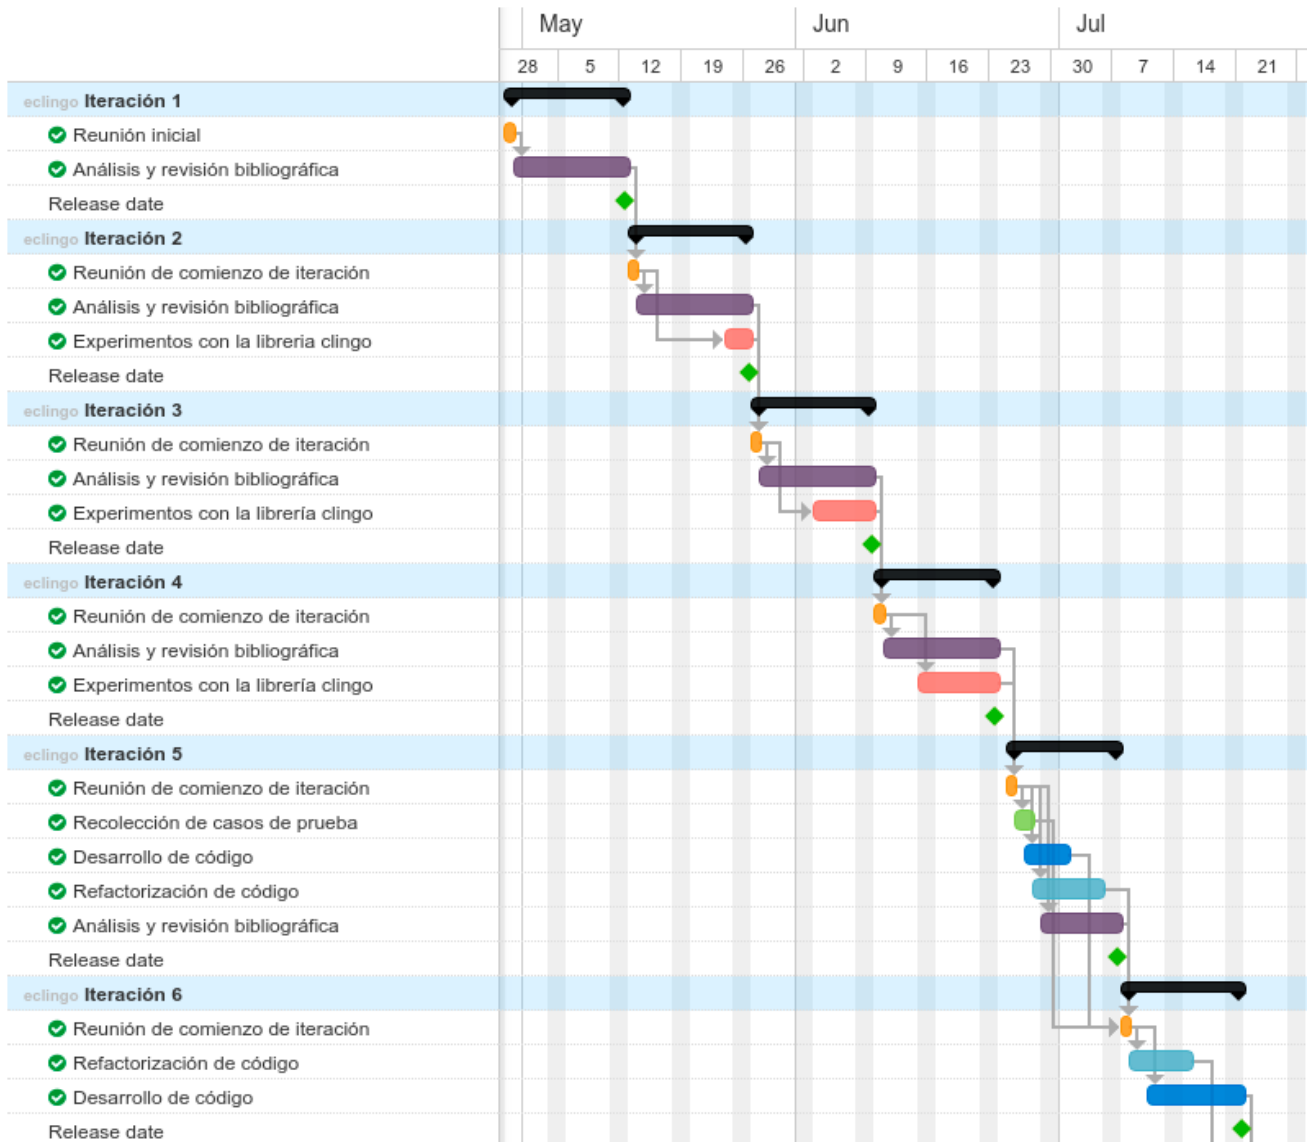 May Jun Jul
28 5 12 19 26 2 9 16 23 30 7 14 21
eclingo Iteración 1
Reunión inicial
Análisis y revisión bibliográfica
Release date
eclingo Iteración 2
Reunión de comienzo de iteración
Análisis y revisión bibliográfica
Experimentos con la libreria clingo
Release date
eclingo Iteración 3
Reunión de comienzo de iteración
Análisis y revisión bibliográfica
Experimentos con la librería clingo
Release date
eclingo Iteración 4
Reunión de comienzo de iteración
Análisis y revisión bibliográfica
Experimentos con la librería clingo
Release date
eclingo Iteración 5
Reunión de comienzo de iteración
Recolección de casos de prueba
Desarrollo de código
Refactorización de código
Análisis y revisión bibliográfica
Release date
eclingo Iteración 6
Reunión de comienzo de iteración
Refactorización de código
Desarrollo de código
Release date